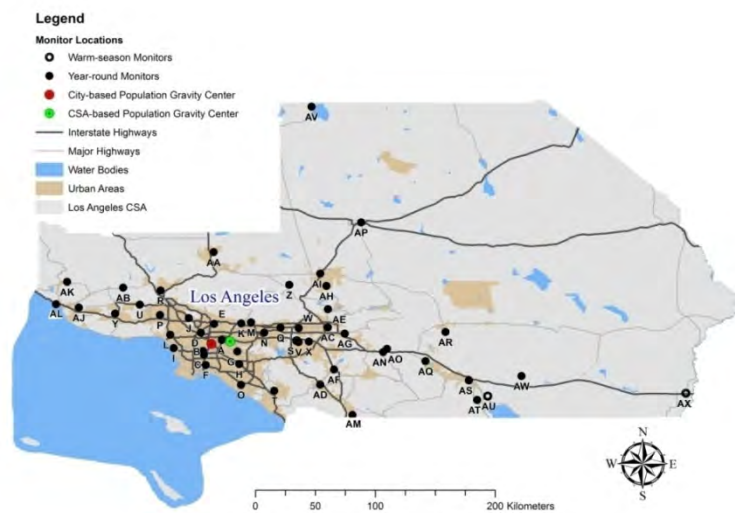 Legend
Monitor Locations
Warm-season Monitors
Year-round Monitors
City-based Population Gravity Center
CSA-based Population Gravity Center
Interstate Highways
Major Highways
Water Bodies
Urban Areas
Los Angeles CSA
AV
AP
AA
AI
AK
AB
R
Los Angeles
Z
AH
AL
AJ
Y
U
P
J
E
K
M
W
AE
L
D
N
Q
AC
AG
AR
I
B
A
S
V
X
AN
AO
C
G
F
H
AF
AQ
AS
AW
O
T
AD
AT
AU
AX
AM
N
W
E
S
0
50
100
200 Kilometers